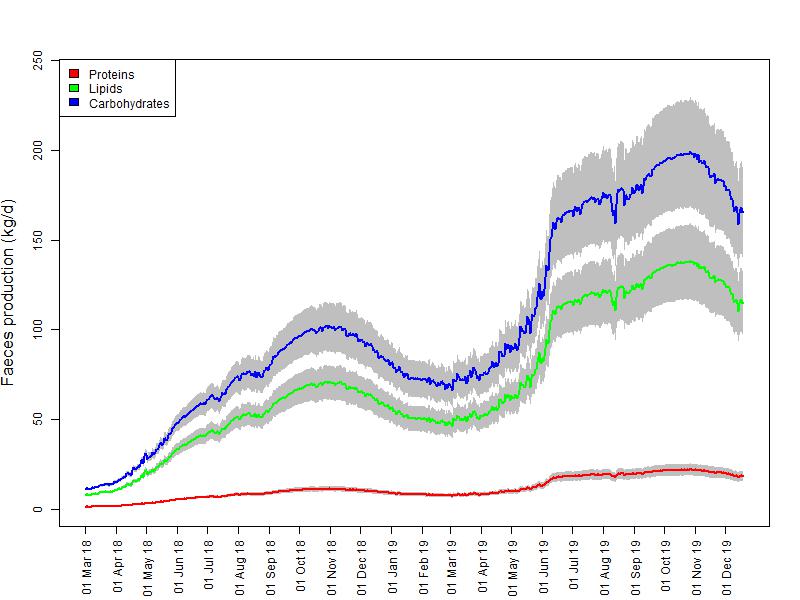 Proteins
Lipids
Carbohydrates
Faeces production (kg/d)
250
200
150
100
50
0
01 Mar 18
01 Apr 18
01 May 18
01 Jun 18
01 Jul 18
01 Aug 18
01 Sep 18
01 Oct 18
01 Nov 18
01 Dec 18
01 Jan 19
01 Feb 19
01 Mar 19
01 Apr 19
01 May 19
01 Jun 19
01 Jul 19
01 Aug 19
01 Sep 19
01 Oct 19
01 Nov 19
01 Dec 19